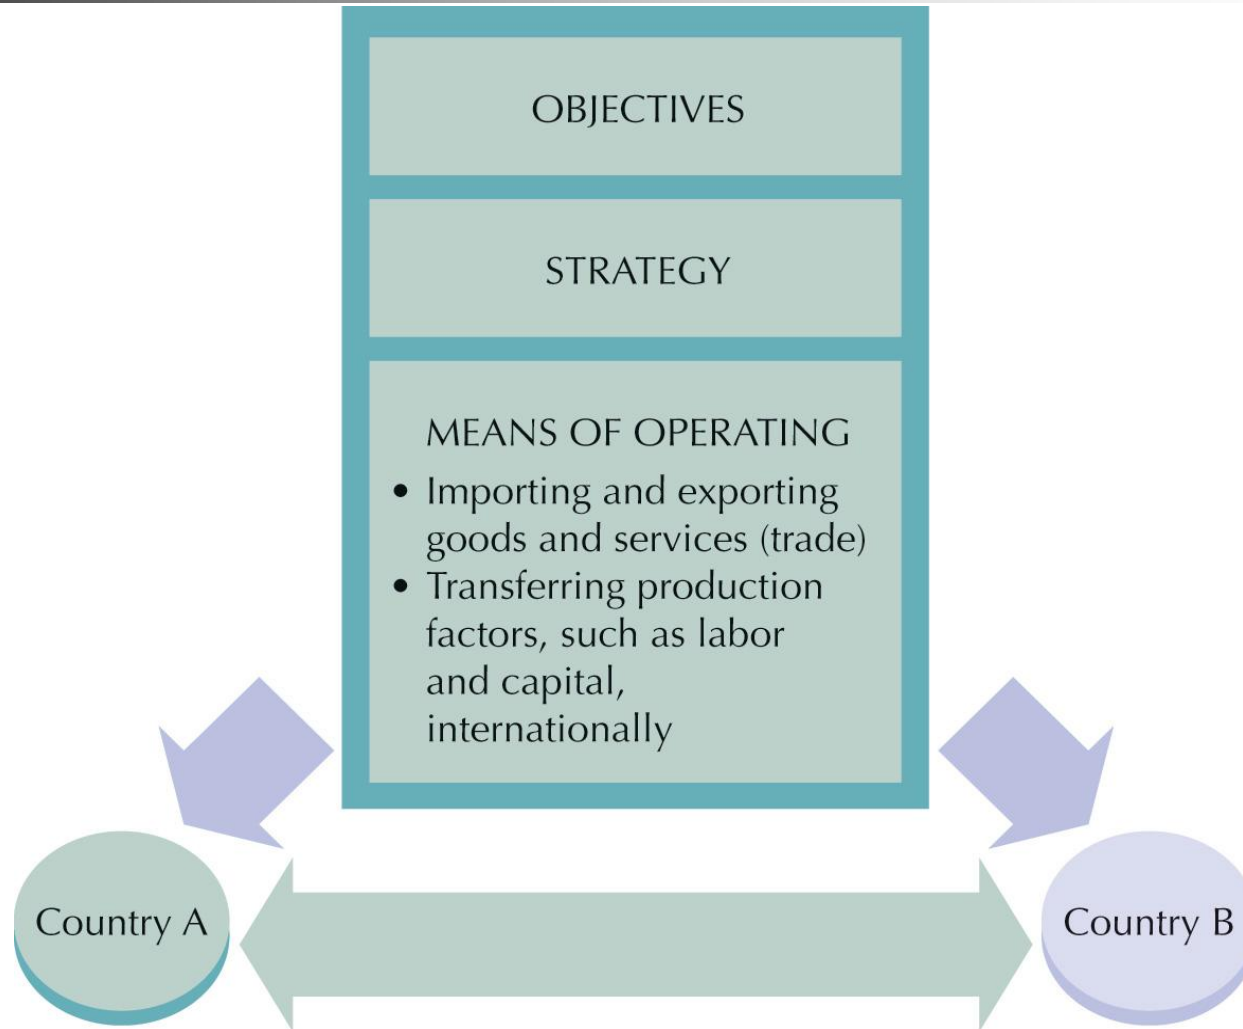 OBJECTIVES
STRATEGY
MEANS OF OPERATING
• Importing and exporting
goods and services (trade)
• Transferring production
factors, such as labor
and capital,
internationally
Country A
Country B